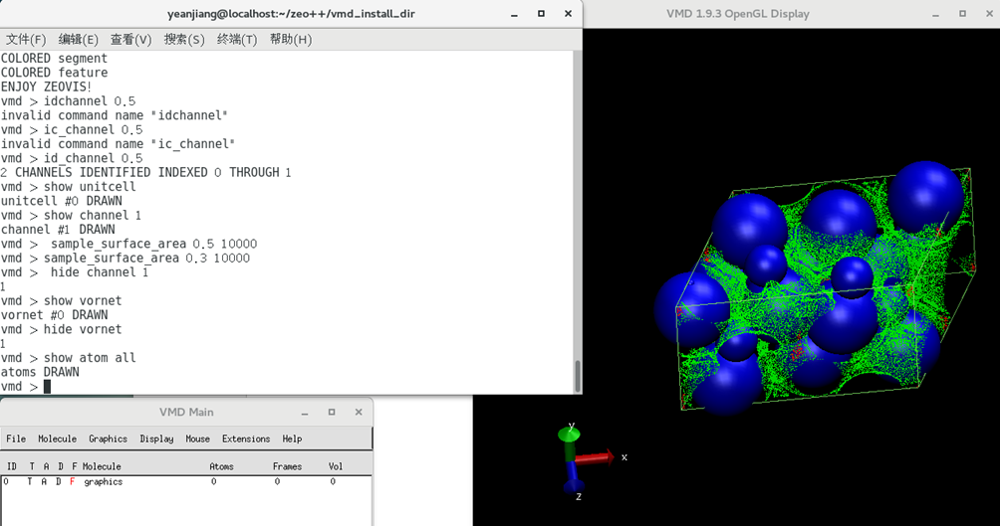 yeanjiang@localhost:~/zeo++/vmd_install_dir
文件(F) 编辑(E) 查看(V) 搜索(S) 终端(T) 帮助(H)
COLORED segment
COLORED feature
ENJOY ZEOVIS!
vmd > idchannel 0.5
invalid command name "idchannel"
vmd > ic_channel 0.5
invalid command name "ic_channel"
vmd > id_channel 0.5
2 CHANNELS IDENTIFIED INDEXED 0 THROUGH 1
vmd > show unitcell
unitcell #0 DRAWN
vmd > show channel 1
channel #1 DRAWN
vmd >  sample_surface_area 0.5 10000
vmd > sample_surface_area 0.3 10000
vmd >  hide channel 1
1
vmd > show vornet
vornet #0 DRAWN
vmd > hide vornet
1
vmd > show atom all
atoms DRAWN
vmd >
VMD 1.9.3 OpenGL Display
y
x
z
VMD Main
File Molecule Graphics Display Mouse Extensions Help
ID T A D F Molecule Atoms Frames Vol
0 T A D F graphics 0 0 0